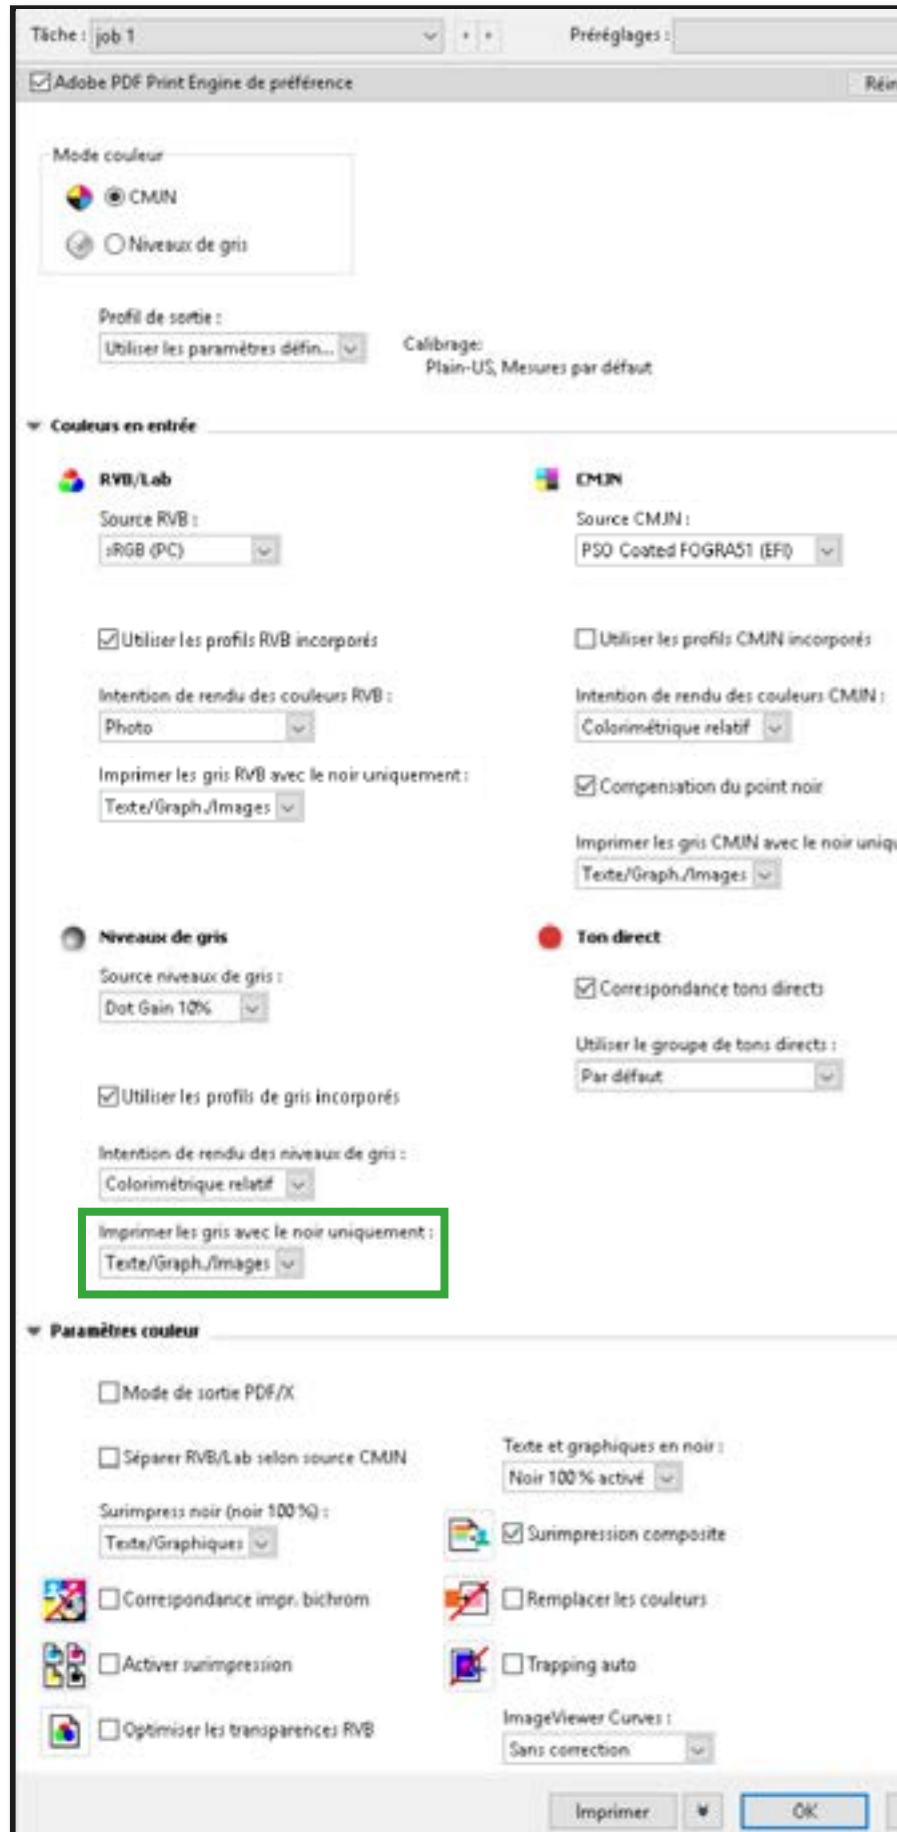 Tâche : job 1
Préréglages :
Adobe PDF Print Engine de préférence
Réin
Mode couleur
CMJN
Niveaux de gris
Profil de sortie :
Utiliser les paramètres défin...
Calibrage:
Plain-US, Mesures par défaut
Couleurs en entrée
RVB/Lab
Source RVB :
sRGB (PC)
Utiliser les profils RVB incorporés
Intention de rendu des couleurs RVB :
Photo
Imprimer les gris RVB avec le noir uniquement :
Texte/Graph./Images
CMJN
Source CMJN :
PSO Coated FOGRA51 (EFI)
Utiliser les profils CMJN incorporés
Intention de rendu des couleurs CMJN :
Colorimétrique relatif
Compensation du point noir
Imprimer les gris CMJN avec le noir uniqu
Texte/Graph./Images
Niveaux de gris
Source niveaux de gris :
Dot Gain 10%
Utiliser les profils de gris incorporés
Intention de rendu des niveaux de gris :
Colorimétrique relatif
Imprimer les gris avec le noir uniquement :
Texte/Graph./Images
Ton direct
Correspondance tons directs
Utiliser le groupe de tons directs :
Par défaut
Paramètres couleur
Mode de sortie PDF/X
Séparer RVB/Lab selon source CMJN
Surimpress noir (noir 100 %) :
Texte/Graphiques
Correspondance impr. bichrom
Activer surimpression
Optimiser les transparences RVB
Texte et graphiques en noir :
Noir 100 % activé
Surimpression composite
Remplacer les couleurs
Trapping auto
ImageViewer Curves :
Sans correction
Imprimer
OK